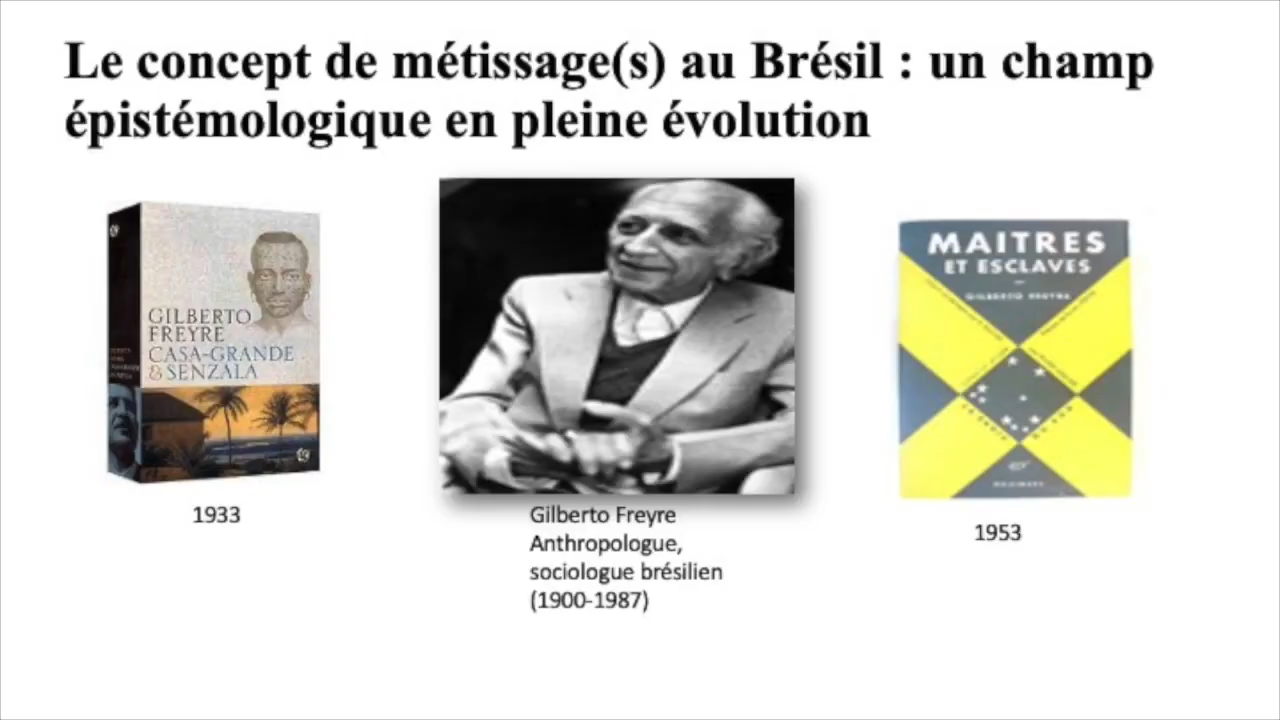 Le concept de métissage(s) au Brésil : un champ
épistémologique en pleine évolution
GILBERTO
FREYRE
CASA-GRANDE
& SENZALA
1933
Gilberto Freyre
Anthropologue,
sociologue brésilien
(1900-1987)
MAITRES
ET ESCLAVES
GILBERTO FREYRE
1953